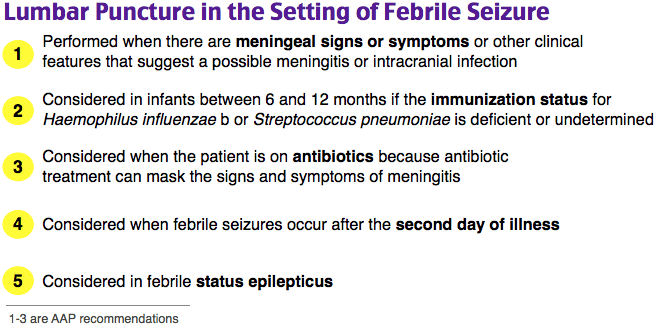 Lumbar Puncture in the Setting of Febrile Seizure
1 Performed when there are meningeal signs or symptoms or other clinical
features that suggest a possible meningitis or intracranial infection
2 Considered in infants between 6 and 12 months if the immunization status for
Haemophilus influenzae b or Streptococcus pneumoniae is deficient or undetermined
3 Considered when the patient is on antibiotics because antibiotic
treatment can mask the signs and symptoms of meningitis
4 Considered when febrile seizures occur after the second day of illness
5 Considered in febrile status epilepticus
1-3 are AAP recommendations